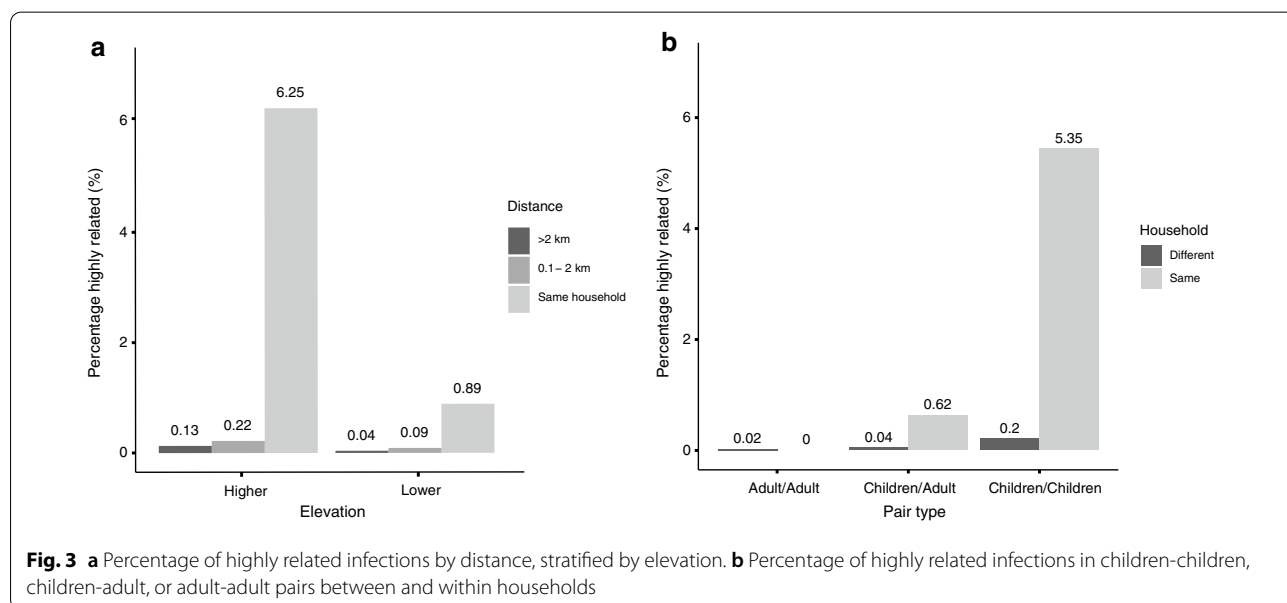 a
Percentage highly related (%)
6
4
2
0
0.13
0.22
6.25
0.04
0.09
0.89
Higher
Lower
Elevation
Distance
>2 km
0.1– 2 km
Same household
b
Percentage highly related (%)
6
4
2
0
0.02
0
0.04
0.62
0.2
5.35
Adult/Adult
Children/Adult
Children/Children
Pair type
Household
Different
Same
Fig. 3 a Percentage of highly related infections by distance, stratified by elevation. b Percentage of highly related infections in children-children,
children-adult, or adult-adult pairs between and within households